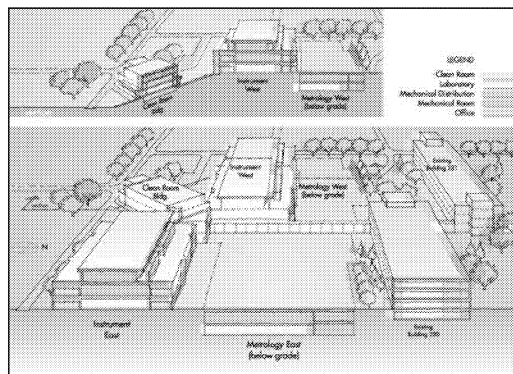 Instrument
West
Clean Room
Bldg
Metrology West
(below grade)
LEGEND
Clean Room
Laboratory
Mechanical Distribution
Mechanical Room
Office
Instrument
West
Clean Room
Bldg
Metrology West
(below grade)
Existing
Building 221
N
Instrument
East
Metrology East
(below grade)
Existing
Building 220